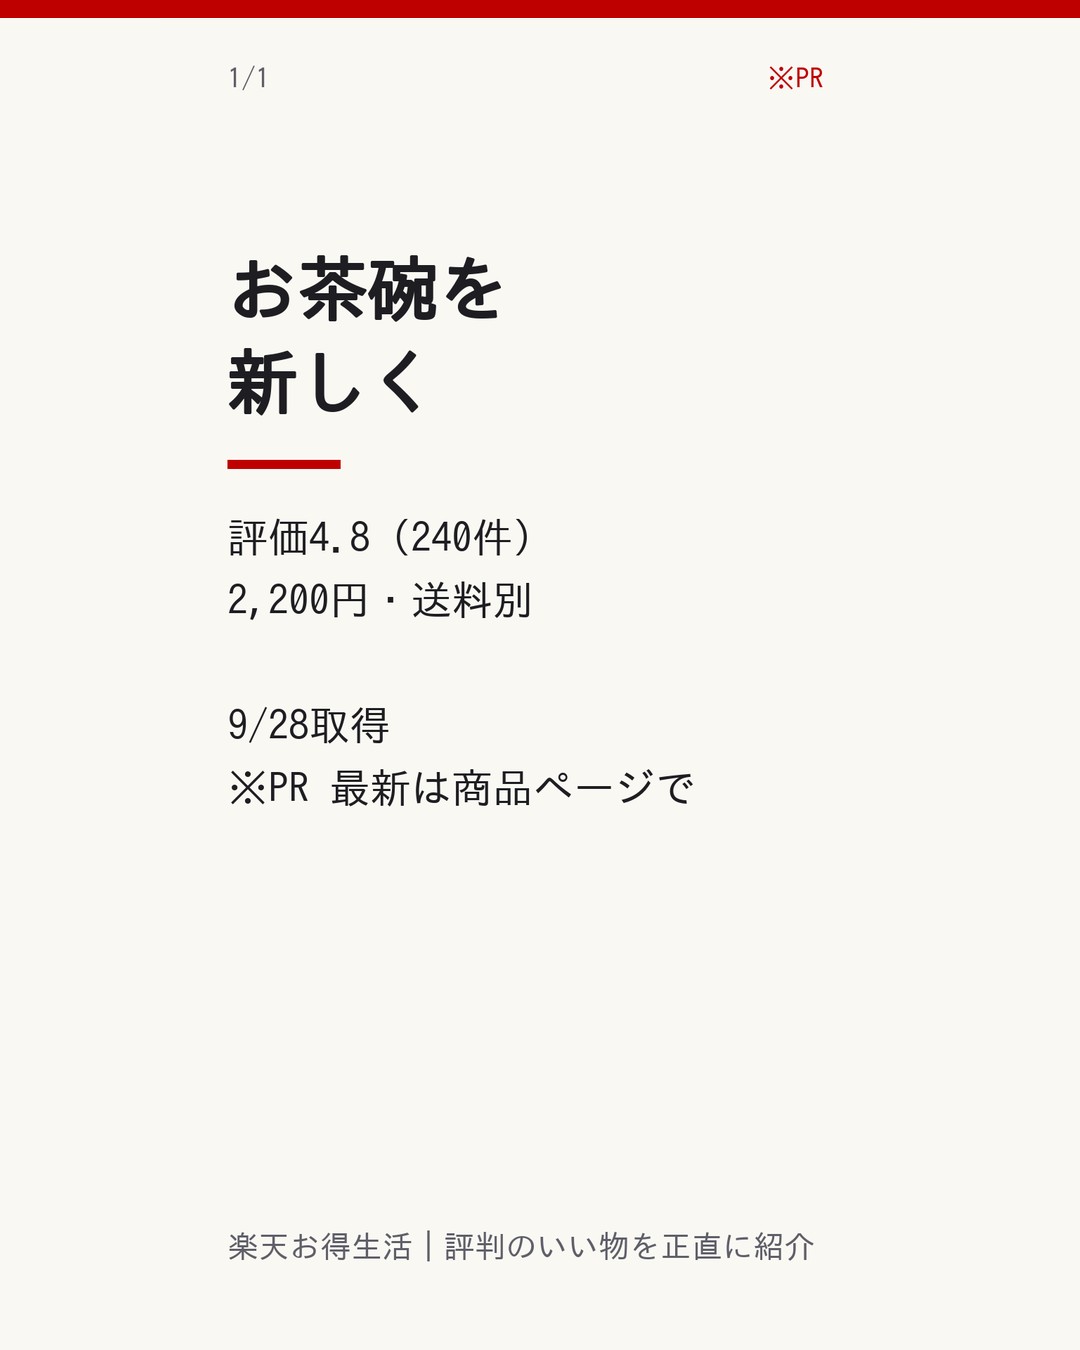 1/1
※PR
お茶碗を
新しく
評価4.8（240件）
2,200円・送料別
9/28取得
※PR 最新は商品ページで
楽天お得生活｜評判のいい物を正直に紹介